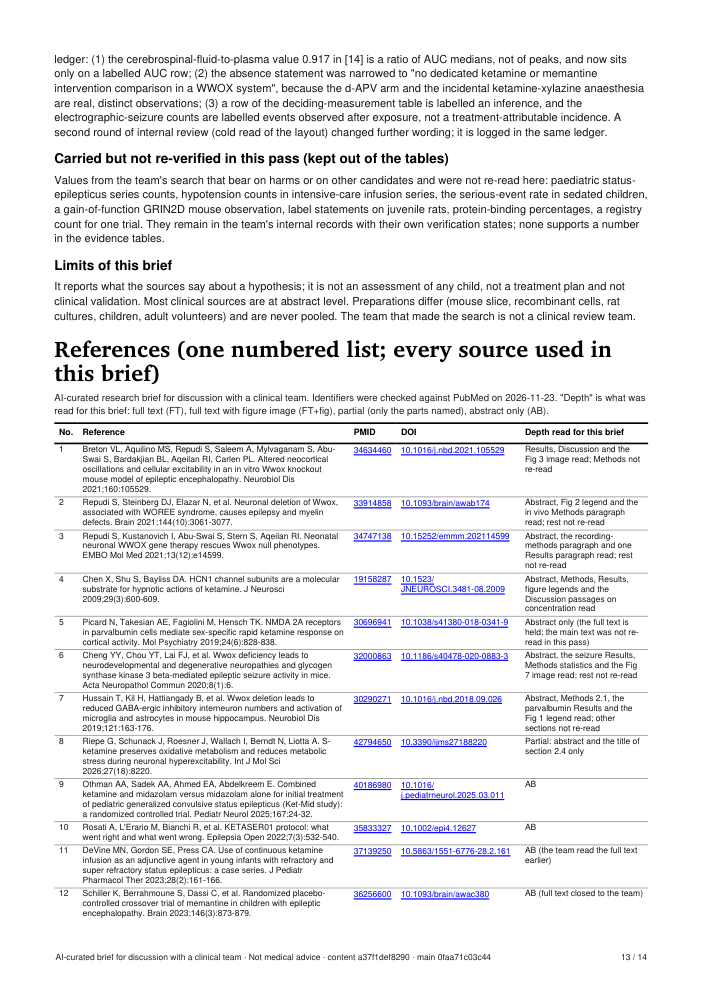 ledger: (1) the cerebrospinal-fluid-to-plasma value 0.917 in [14] is a ratio of AUC medians, not of peaks, and now sits
only on a labelled AUC row; (2) the absence statement was narrowed to "no dedicated ketamine or memantine
intervention comparison in a WWOX system", because the d-APV arm and the incidental ketamine-xylazine anaesthesia
are real, distinct observations; (3) a row of the deciding-measurement table is labelled an inference, and the
electrographic-seizure counts are labelled events observed after exposure, not a treatment-attributable incidence. A
second round of internal review (cold read of the layout) changed further wording; it is logged in the same ledger.
Carried but not re-verified in this pass (kept out of the tables)
Values from the team's search that bear on harms or on other candidates and were not re-read here: paediatric status-
epilepticus series counts, hypotension counts in intensive-care infusion series, the serious-event rate in sedated children,
a gain-of-function GRIN2D mouse observation, label statements on juvenile rats, protein-binding percentages, a registry
count for one trial. They remain in the team's internal records with their own verification states; none supports a number
in the evidence tables.
Limits of this brief
It reports what the sources say about a hypothesis; it is not an assessment of any child, not a treatment plan and not
clinical validation. Most clinical sources are at abstract level. Preparations differ (mouse slice, recombinant cells, rat
cultures, children, adult volunteers) and are never pooled. The team that made the search is not a clinical review team.
References (one numbered list; every source used in
this brief)
AI-curated research brief for discussion with a clinical team. Identifiers were checked against PubMed on 2026-11-23. "Depth" is what was
read for this brief: full text (FT), full text with figure image (FT+fig), partial (only the parts named), abstract only (AB).
No. Reference PMID DOI Depth read for this brief
1 Breton VL, Aquilino MS, Repudi S, Saleem A, Mylvaganam S, Abu- 34634460 10.1016/j.nbd.2021.105529 Results, Discussion and the
Swai S, Bardakjian BL, Aqeilan RI, Carlen PL. Altered neocortical Fig 3 image read; Methods not
oscillations and cellular excitability in an in vitro Wwox knockout re-read
mouse model of epileptic encephalopathy. Neurobiol Dis
2021;160:105529.
2 Repudi S, Steinberg DJ, Elazar N, et al. Neuronal deletion of Wwox, 33914858 10.1093/brain/awab174 Abstract, Fig 2 legend and the
associated with WOREE syndrome, causes epilepsy and myelin in vivo Methods paragraph
defects. Brain 2021;144(10):3061-3077. read; rest not re-read
3 Repudi S, Kustanovich I, Abu-Swai S, Stern S, Aqeilan RI. Neonatal 34747138 10.15252/emmm.202114599 Abstract, the recording-
neuronal WWOX gene therapy rescues Wwox null phenotypes. methods paragraph and one
EMBO Mol Med 2021;13(12):e14599. Results paragraph read; rest
not re-read
4 Chen X, Shu S, Bayliss DA. HCN1 channel subunits are a molecular 19158287 10.1523/ Abstract, Methods, Results,
substrate for hypnotic actions of ketamine. J Neurosci JNEUROSCI.3481-08.2009 figure legends and the
2009;29(3):600-609. Discussion passages on
concentration read
5 Picard N, Takesian AE, Fagiolini M, Hensch TK. NMDA 2A receptors 30696941 10.1038/s41380-018-0341-9 Abstract only (the full text is
in parvalbumin cells mediate sex-specific rapid ketamine response on held; the main text was not re-
cortical activity. Mol Psychiatry 2019;24(6):828-838. read in this pass)
6 Cheng YY, Chou YT, Lai FJ, et al. Wwox deficiency leads to 32000863 10.1186/s40478-020-0883-3 Abstract, the seizure Results,
neurodevelopmental and degenerative neuropathies and glycogen Methods statistics and the Fig
synthase kinase 3 beta-mediated epileptic seizure activity in mice. 7 image read; rest not re-read
Acta Neuropathol Commun 2020;8(1):6.
7 Hussain T, Kil H, Hattiangady B, et al. Wwox deletion leads to 30290271 10.1016/j.nbd.2018.09.026 Abstract, Methods 2.1, the
reduced GABA-ergic inhibitory interneuron numbers and activation of parvalbumin Results and the
microglia and astrocytes in mouse hippocampus. Neurobiol Dis Fig 1 legend read; other
2019;121:163-176. sections not re-read
8 Riepe G, Schunack J, Roesner J, Wallach I, Berndt N, Liotta A. S- 42794650 10.3390/ijms27188220 Partial: abstract and the title of
ketamine preserves oxidative metabolism and reduces metabolic section 2.4 only
stress during neuronal hyperexcitability. Int J Mol Sci
2026;27(18):8220.
9 Othman AA, Sadek AA, Ahmed EA, Abdelkreem E. Combined 40186980 10.1016/ AB
ketamine and midazolam versus midazolam alone for initial treatment j.pediatrneurol.2025.03.011
of pediatric generalized convulsive status epilepticus (Ket-Mid study):
a randomized controlled trial. Pediatr Neurol 2025;167:24-32.
10 Rosati A, L'Erario M, Bianchi R, et al. KETASER01 protocol: what 35833327 10.1002/epi4.12627 AB
went right and what went wrong. Epilepsia Open 2022;7(3):532-540.
11 DeVine MN, Gordon SE, Press CA. Use of continuous ketamine 37139250 10.5863/1551-6776-28.2.161 AB (the team read the full text
infusion as an adjunctive agent in young infants with refractory and earlier)
super refractory status epilepticus: a case series. J Pediatr
Pharmacol Ther 2023;28(2):161-166.
12 Schiller K, Berrahmoune S, Dassi C, et al. Randomized placebo- 36256600 10.1093/brain/awac380 AB (full text closed to the team)
controlled crossover trial of memantine in children with epileptic
encephalopathy. Brain 2023;146(3):873-879.
AI-curated brief for discussion with a clinical team · Not medical advice · content a37f1def8290 · main 0faa71c03c44 13 / 14